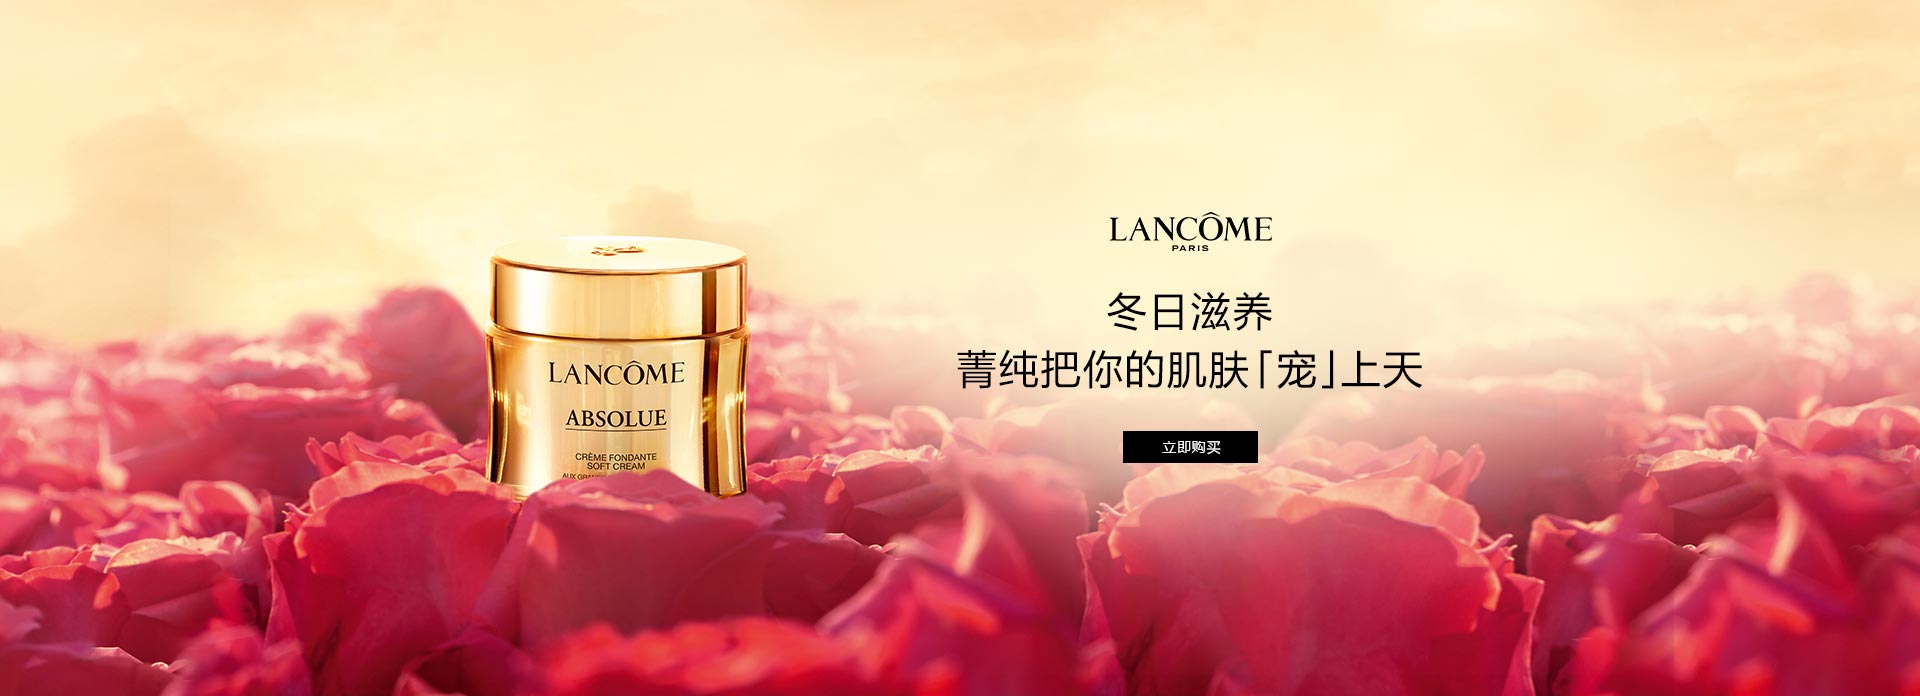 LANCÔME
ABSOLUE
CRÈME FONDANTE
SOFT CREAM
LANCÔME
PARIS
冬日滋养
菁纯把你的肌肤「宠」上天
立即购买